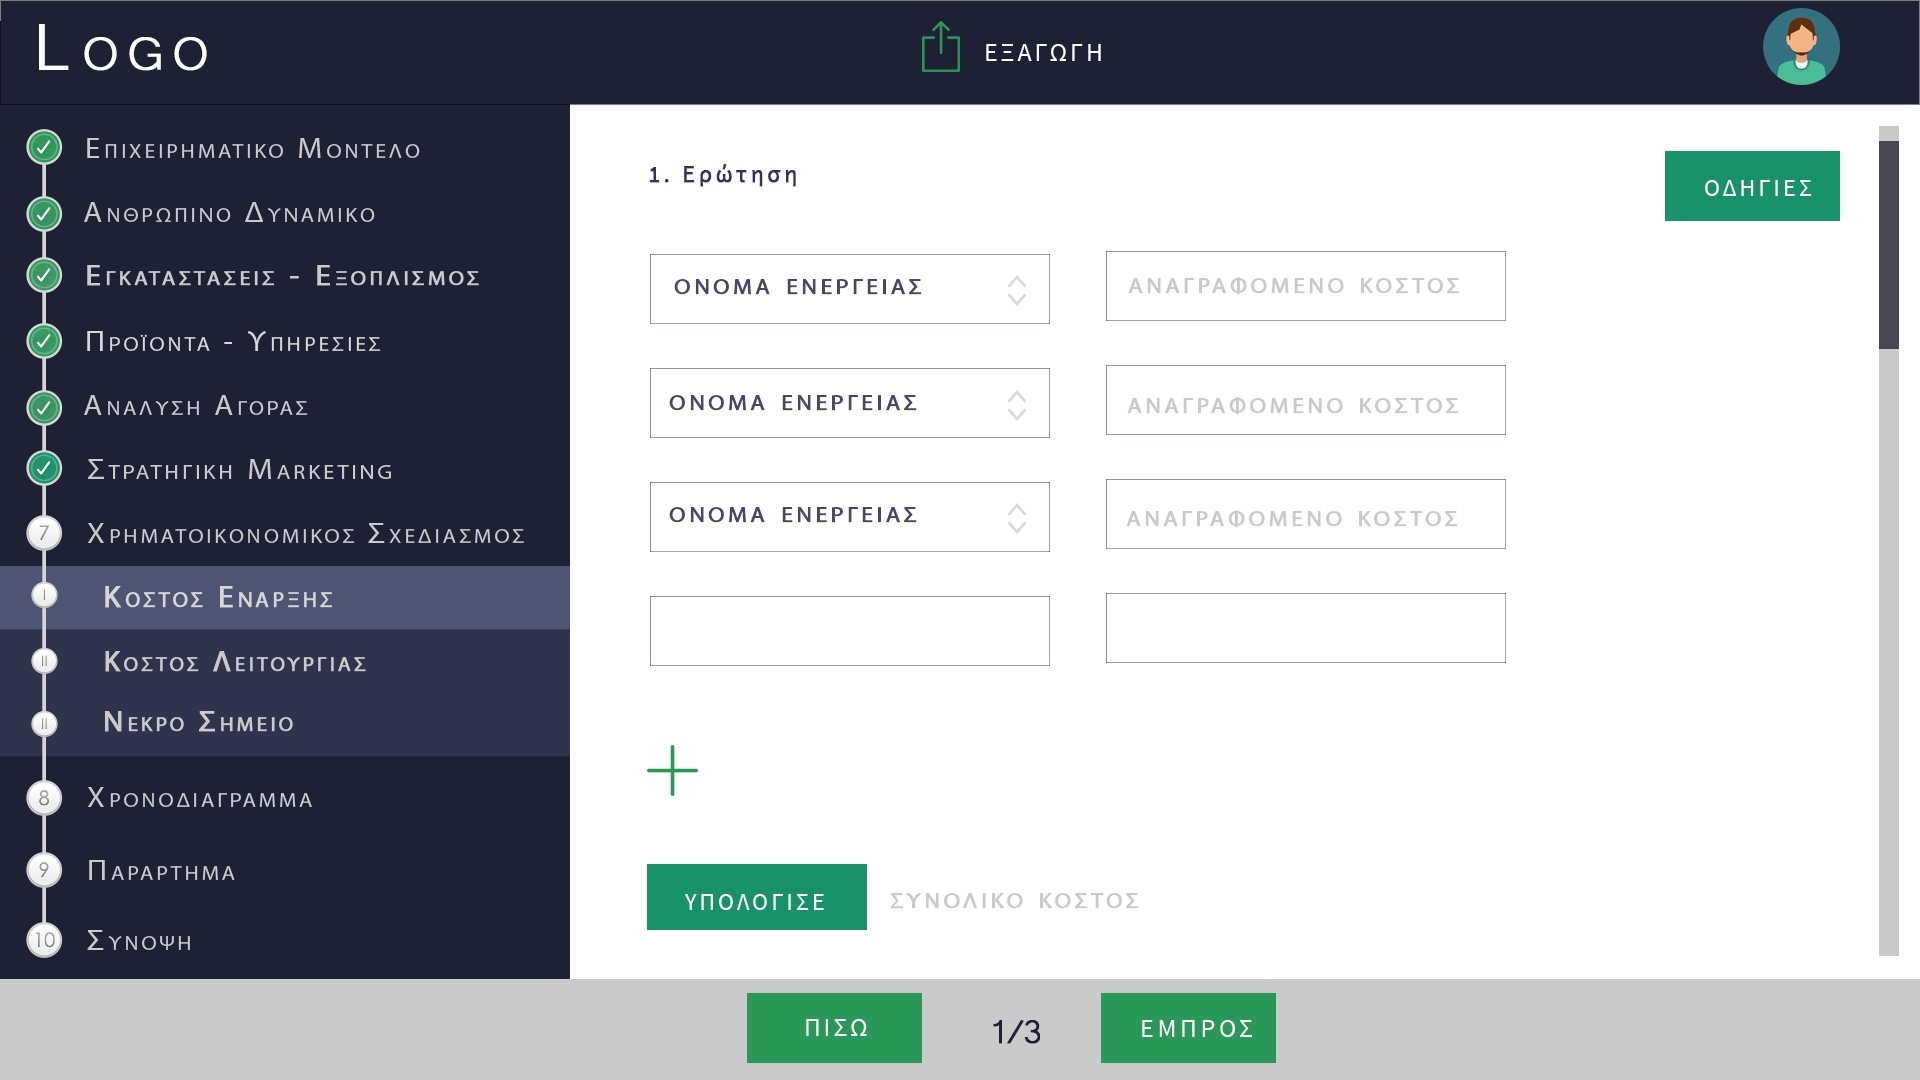 Logo
ΕΞΑΓΩΓΗ
Επιχειρηματικο Μοντελο
Ανθρωπινο Δυναμικο
Εγκαταστασεις - Εξοπλισμος
Προϊοντα - Υπηρεσιες
Αναλυση Αγορας
Στρατηγικη Marketing
7 Χρηματοικονομικος Σχεδιασμος
I Κοστος Εναρξης
II Κοστος Λειτουργιας
II Νεκρο Σημειο
8 Χρονοδιαγραμμα
9 Παραρτημα
10 Συνοψη
1. Ερώτηση
ΟΔΗΓΙΕΣ
ΟΝΟΜΑ ΕΝΕΡΓΕΙΑΣ ΑΝΑΓΡΑΦΟΜΕΝΟ ΚΟΣΤΟΣ
ΟΝΟΜΑ ΕΝΕΡΓΕΙΑΣ ΑΝΑΓΡΑΦΟΜΕΝΟ ΚΟΣΤΟΣ
ΟΝΟΜΑ ΕΝΕΡΓΕΙΑΣ ΑΝΑΓΡΑΦΟΜΕΝΟ ΚΟΣΤΟΣ
ΥΠΟΛΟΓΙΣΕ ΣΥΝΟΛΙΚΟ ΚΟΣΤΟΣ
ΠΙΣΩ 1/3 ΕΜΠΡΟΣ